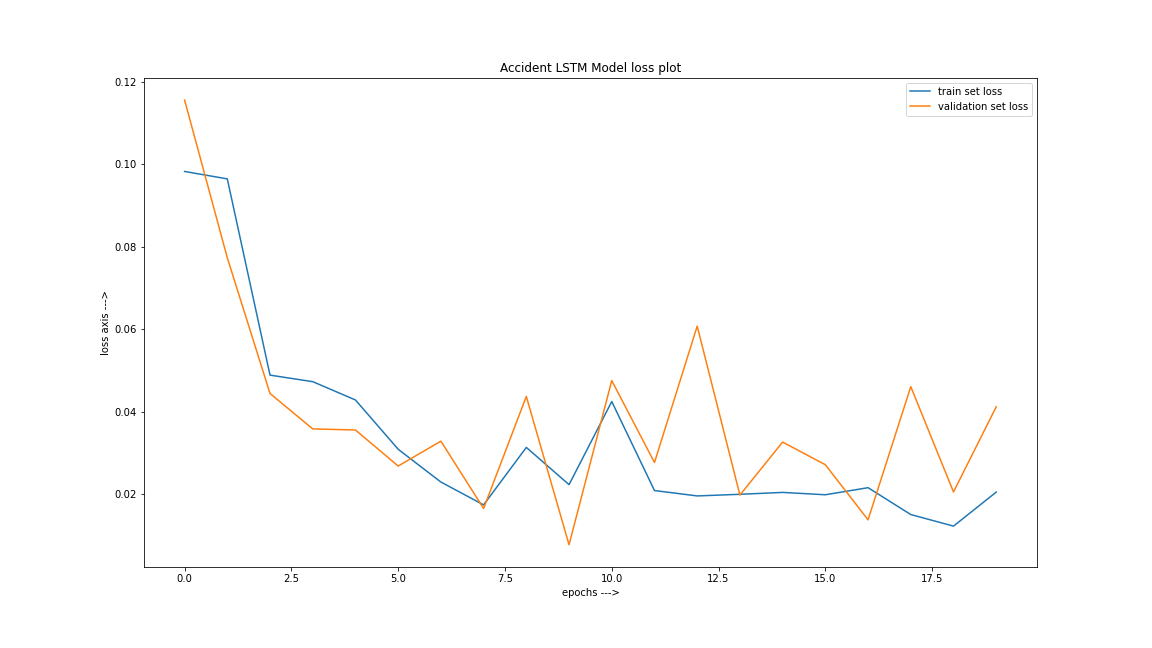 Accident LSTM Model loss plot
train set loss
validation set loss
0.12
0.10
0.08
0.06
0.04
0.02
loss axis --->
0.0 2.5 5.0 7.5 10.0 12.5 15.0 17.5
epochs --->